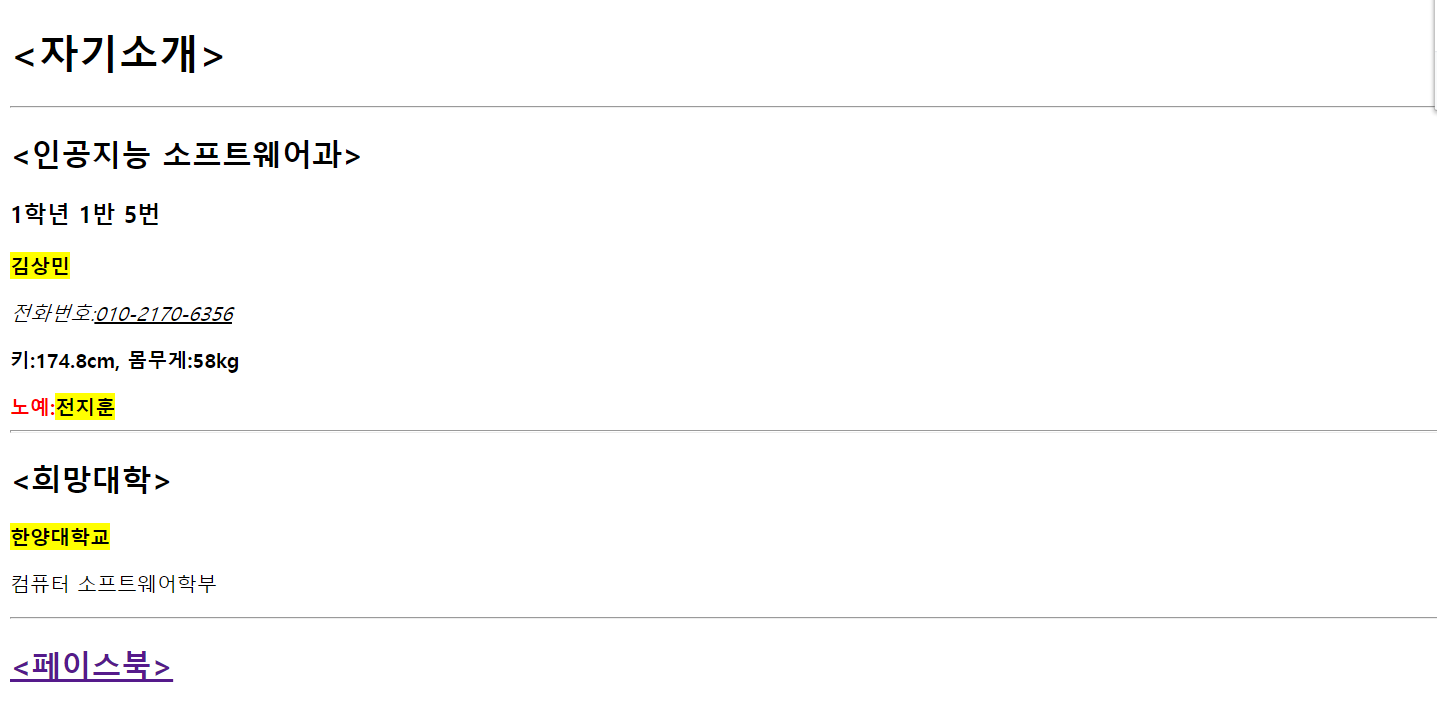 <자기소개>
<인공지능 소프트웨어과>
1학년 1반 5번
김상민
전화번호:010-2170-6356
키:174.8cm, 몸무게:58kg
노예:전지훈
<희망대학>
한양대학교
컴퓨터 소프트웨어학부
<페이스북>